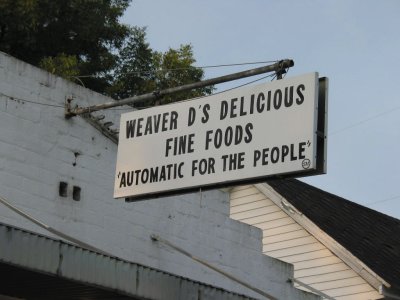 WEAVER D'S DELICIOUS
FINE FOODS
"AUTOMATIC FOR THE PEOPLE"